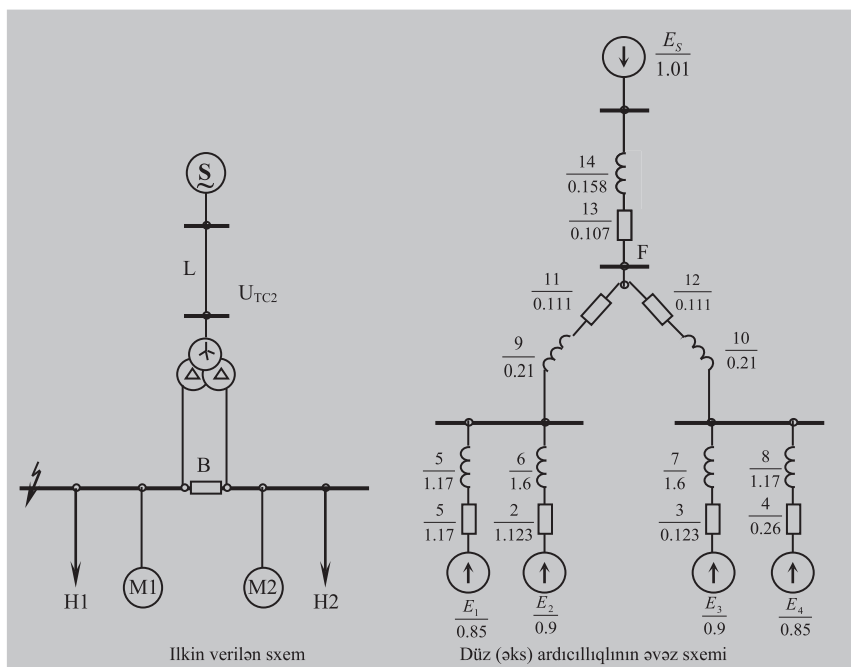 E_S
1.01
S
14
0.158
13
0.107
L
F
U_TC2
11
0.111
12
0.111
9
0.21
10
0.21
B
5
1.17
6
1.6
7
1.6
8
1.17
5
1.17
2
1.123
3
0.123
4
0.26
M1
M2
H1
H2
E_1
0.85
E_2
0.9
E_3
0.9
E_4
0.85
Ilkin verilən sxem
Düz (əks) ardıcıllıqlının əvəz sxemi